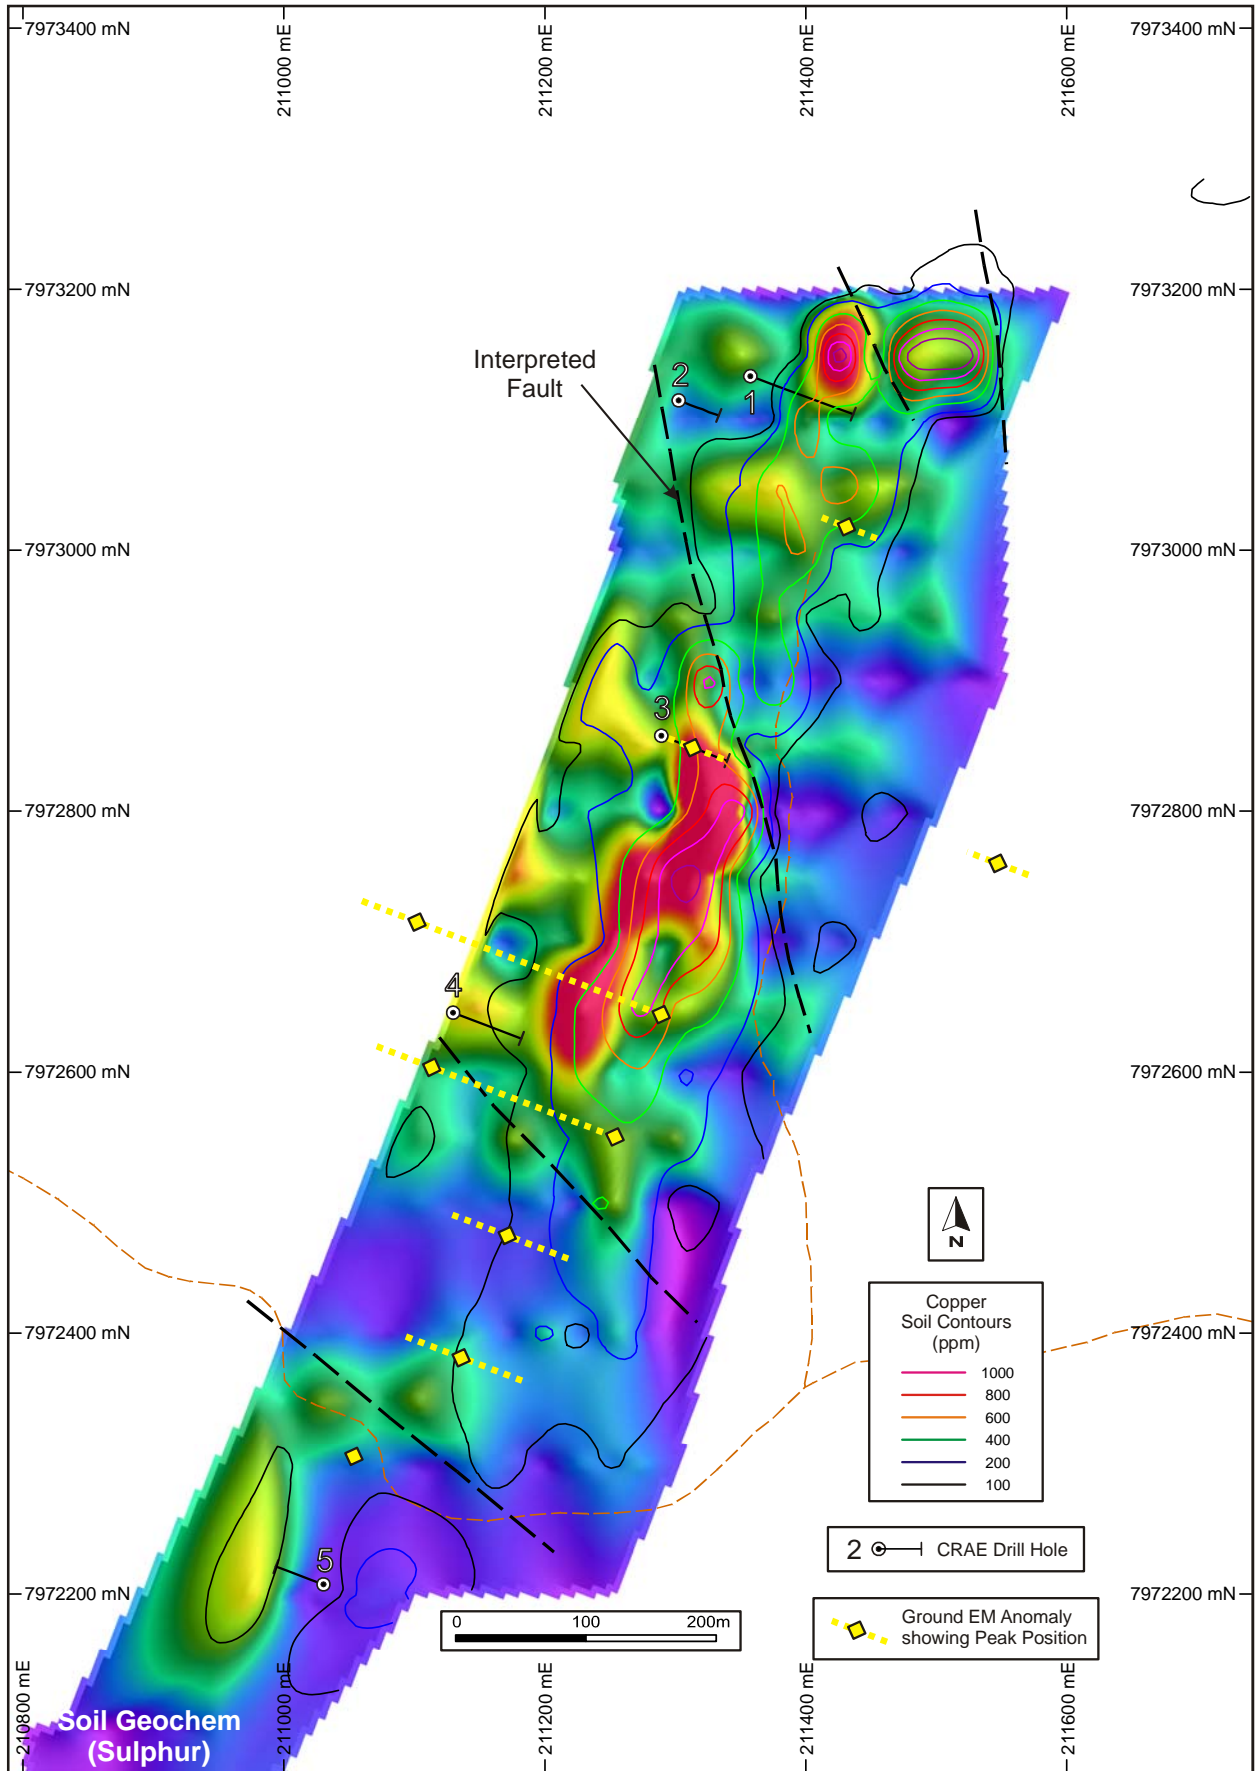 7973400 mN
211000 mE
211200 mE
211400 mE
211600 mE
7973400 mN
7973200 mN
7973200 mN
Interpreted
Fault
2
1
7973000 mN
7973000 mN
3
7972800 mN
7972800 mN
4
7972600 mN
7972600 mN
N
Copper
Soil Contours
(ppm)
1000
800
600
400
200
100
7972400 mN
7972400 mN
2 CRAE Drill Hole
5
7972200 mN
7972200 mN
Ground EM Anomaly
showing Peak Position
0 100 200m
210800 mE
211000 mE
211200 mE
211400 mE
211600 mE
Soil Geochem
(Sulphur)